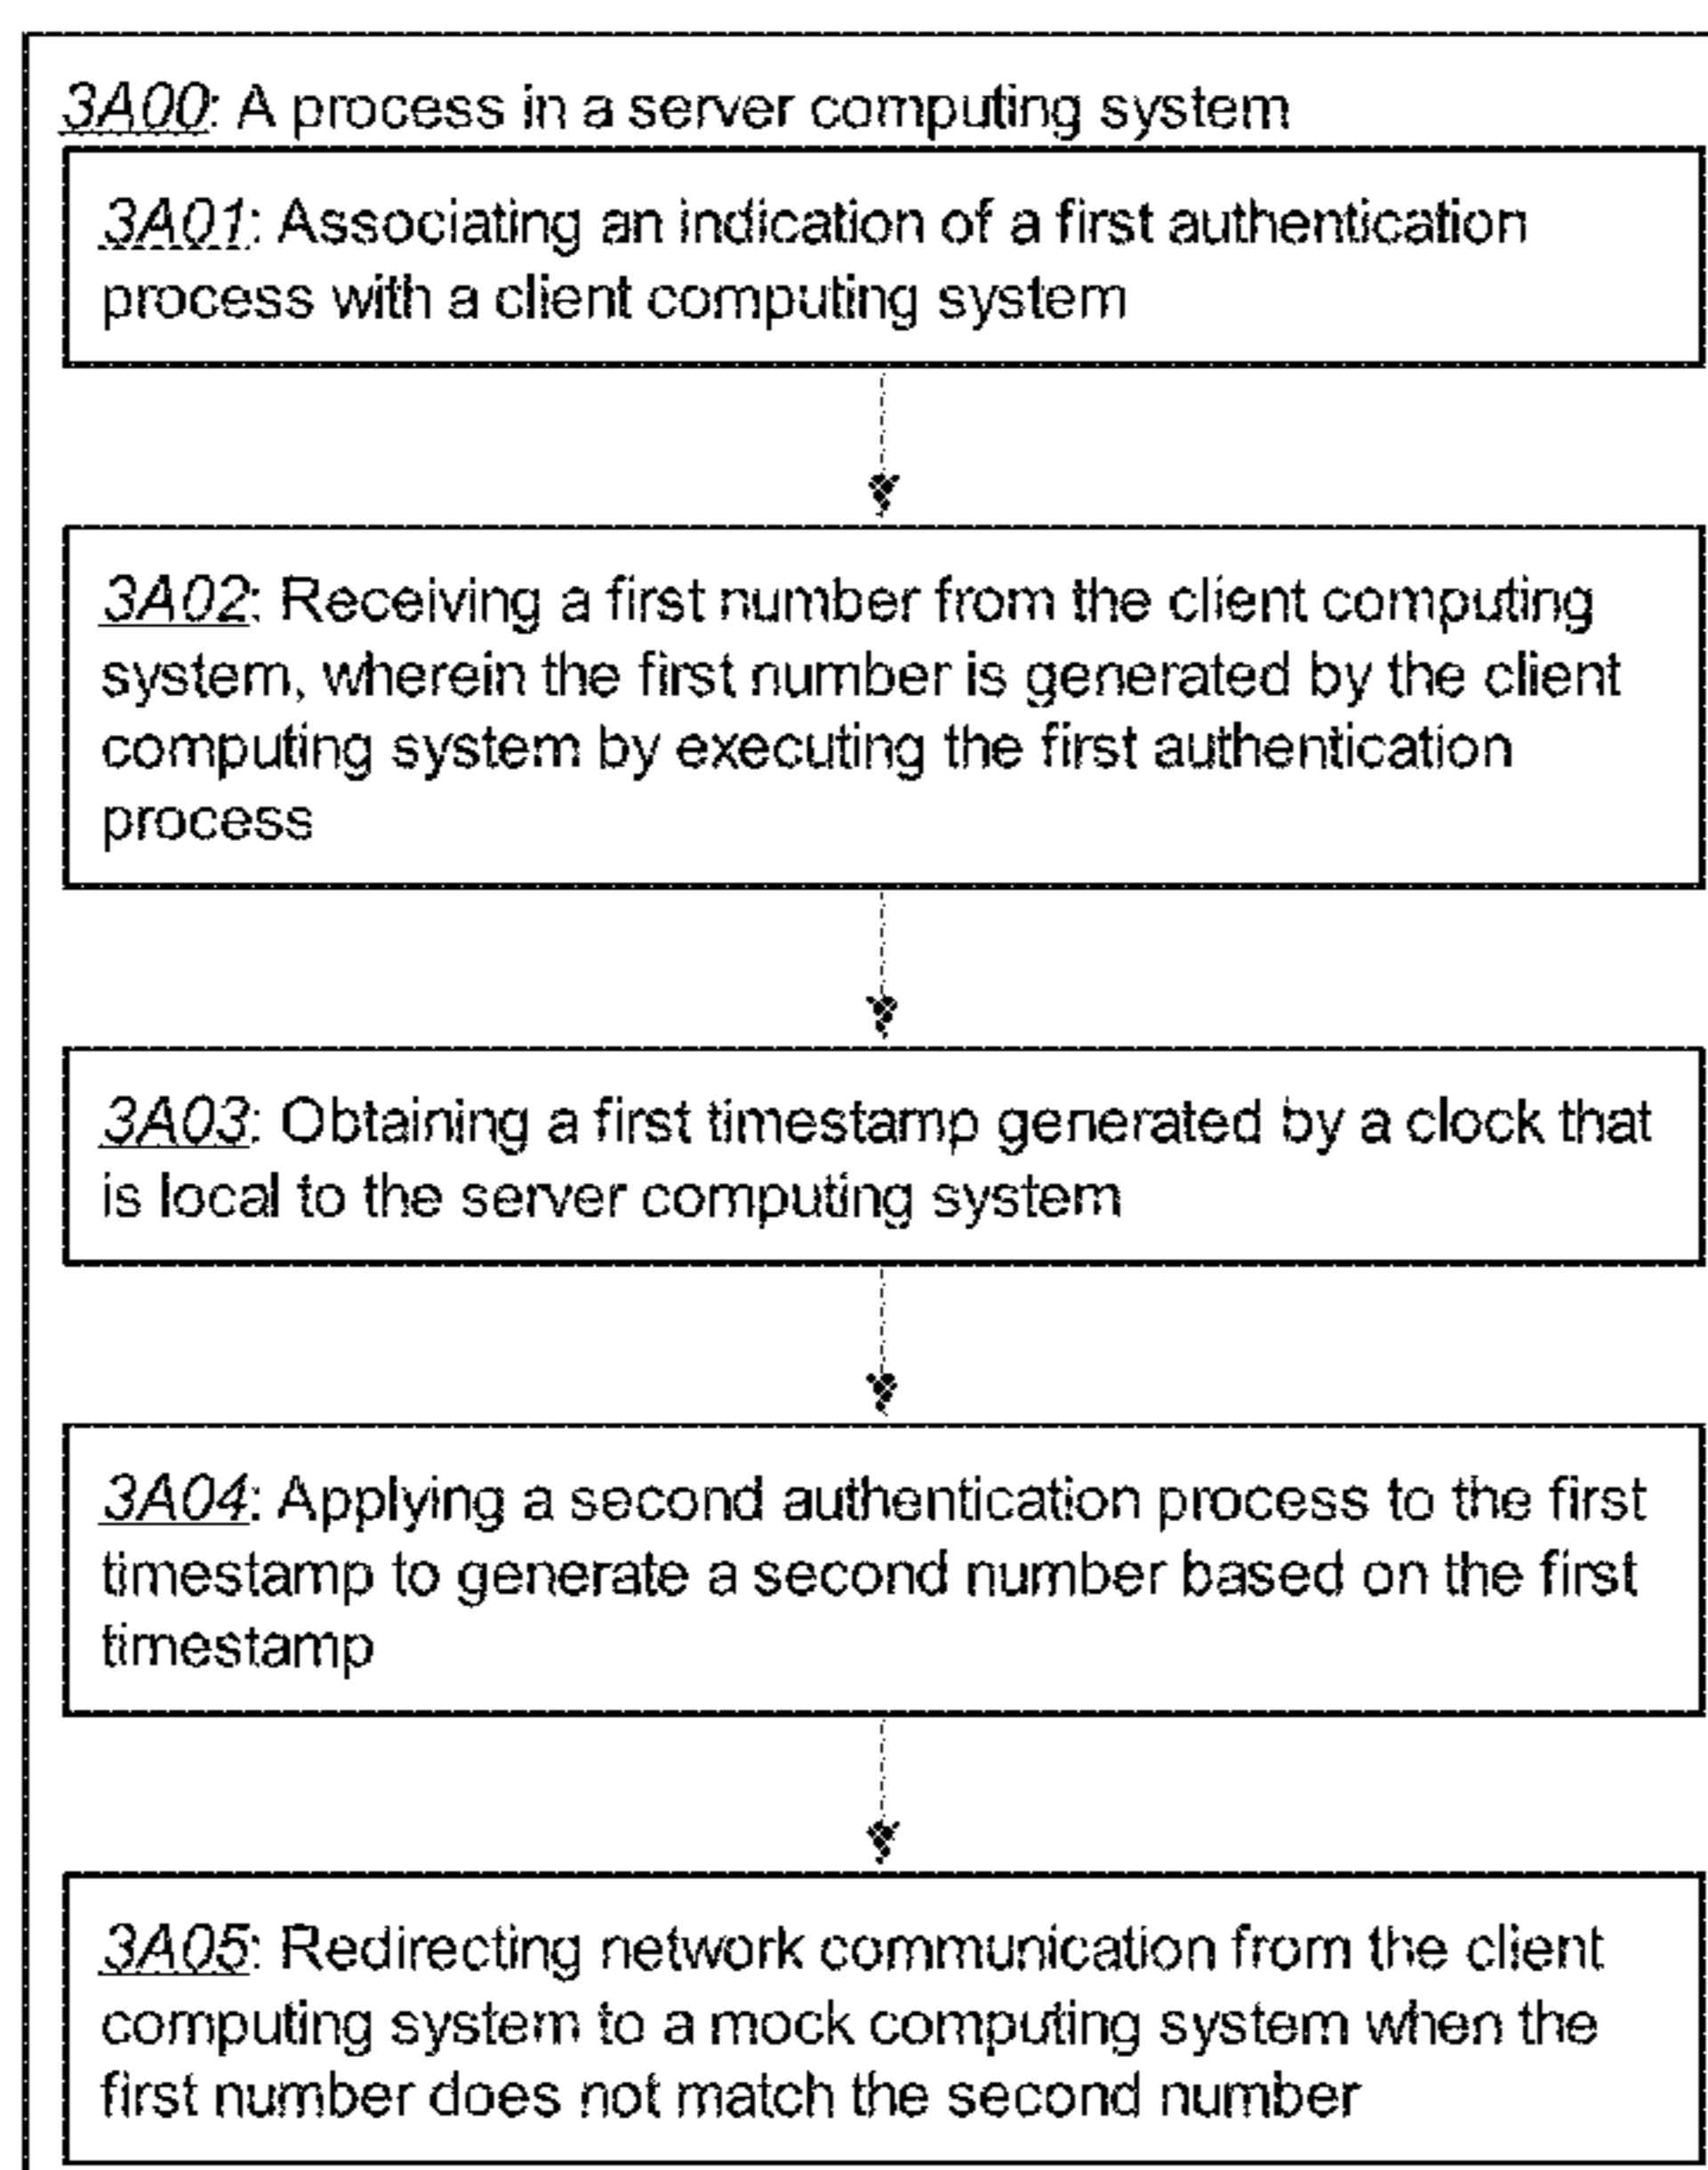 3A00: A process in a server computing system
3A01: Associating an indication of a first authentication
process with a client computing system
3A02: Receiving a first number from the client computing
system, wherein the first number is generated by the client
computing system by executing the first authentication
process
3A03: Obtaining a first timestamp generated by a clock that
is local to the server computing system
3A04: Applying a second authentication process to the first
timestamp to generate a second number based on the first
timestamp
3A05: Redirecting network communication from the client
computing system to a mock computing system when the
first number does not match the second number